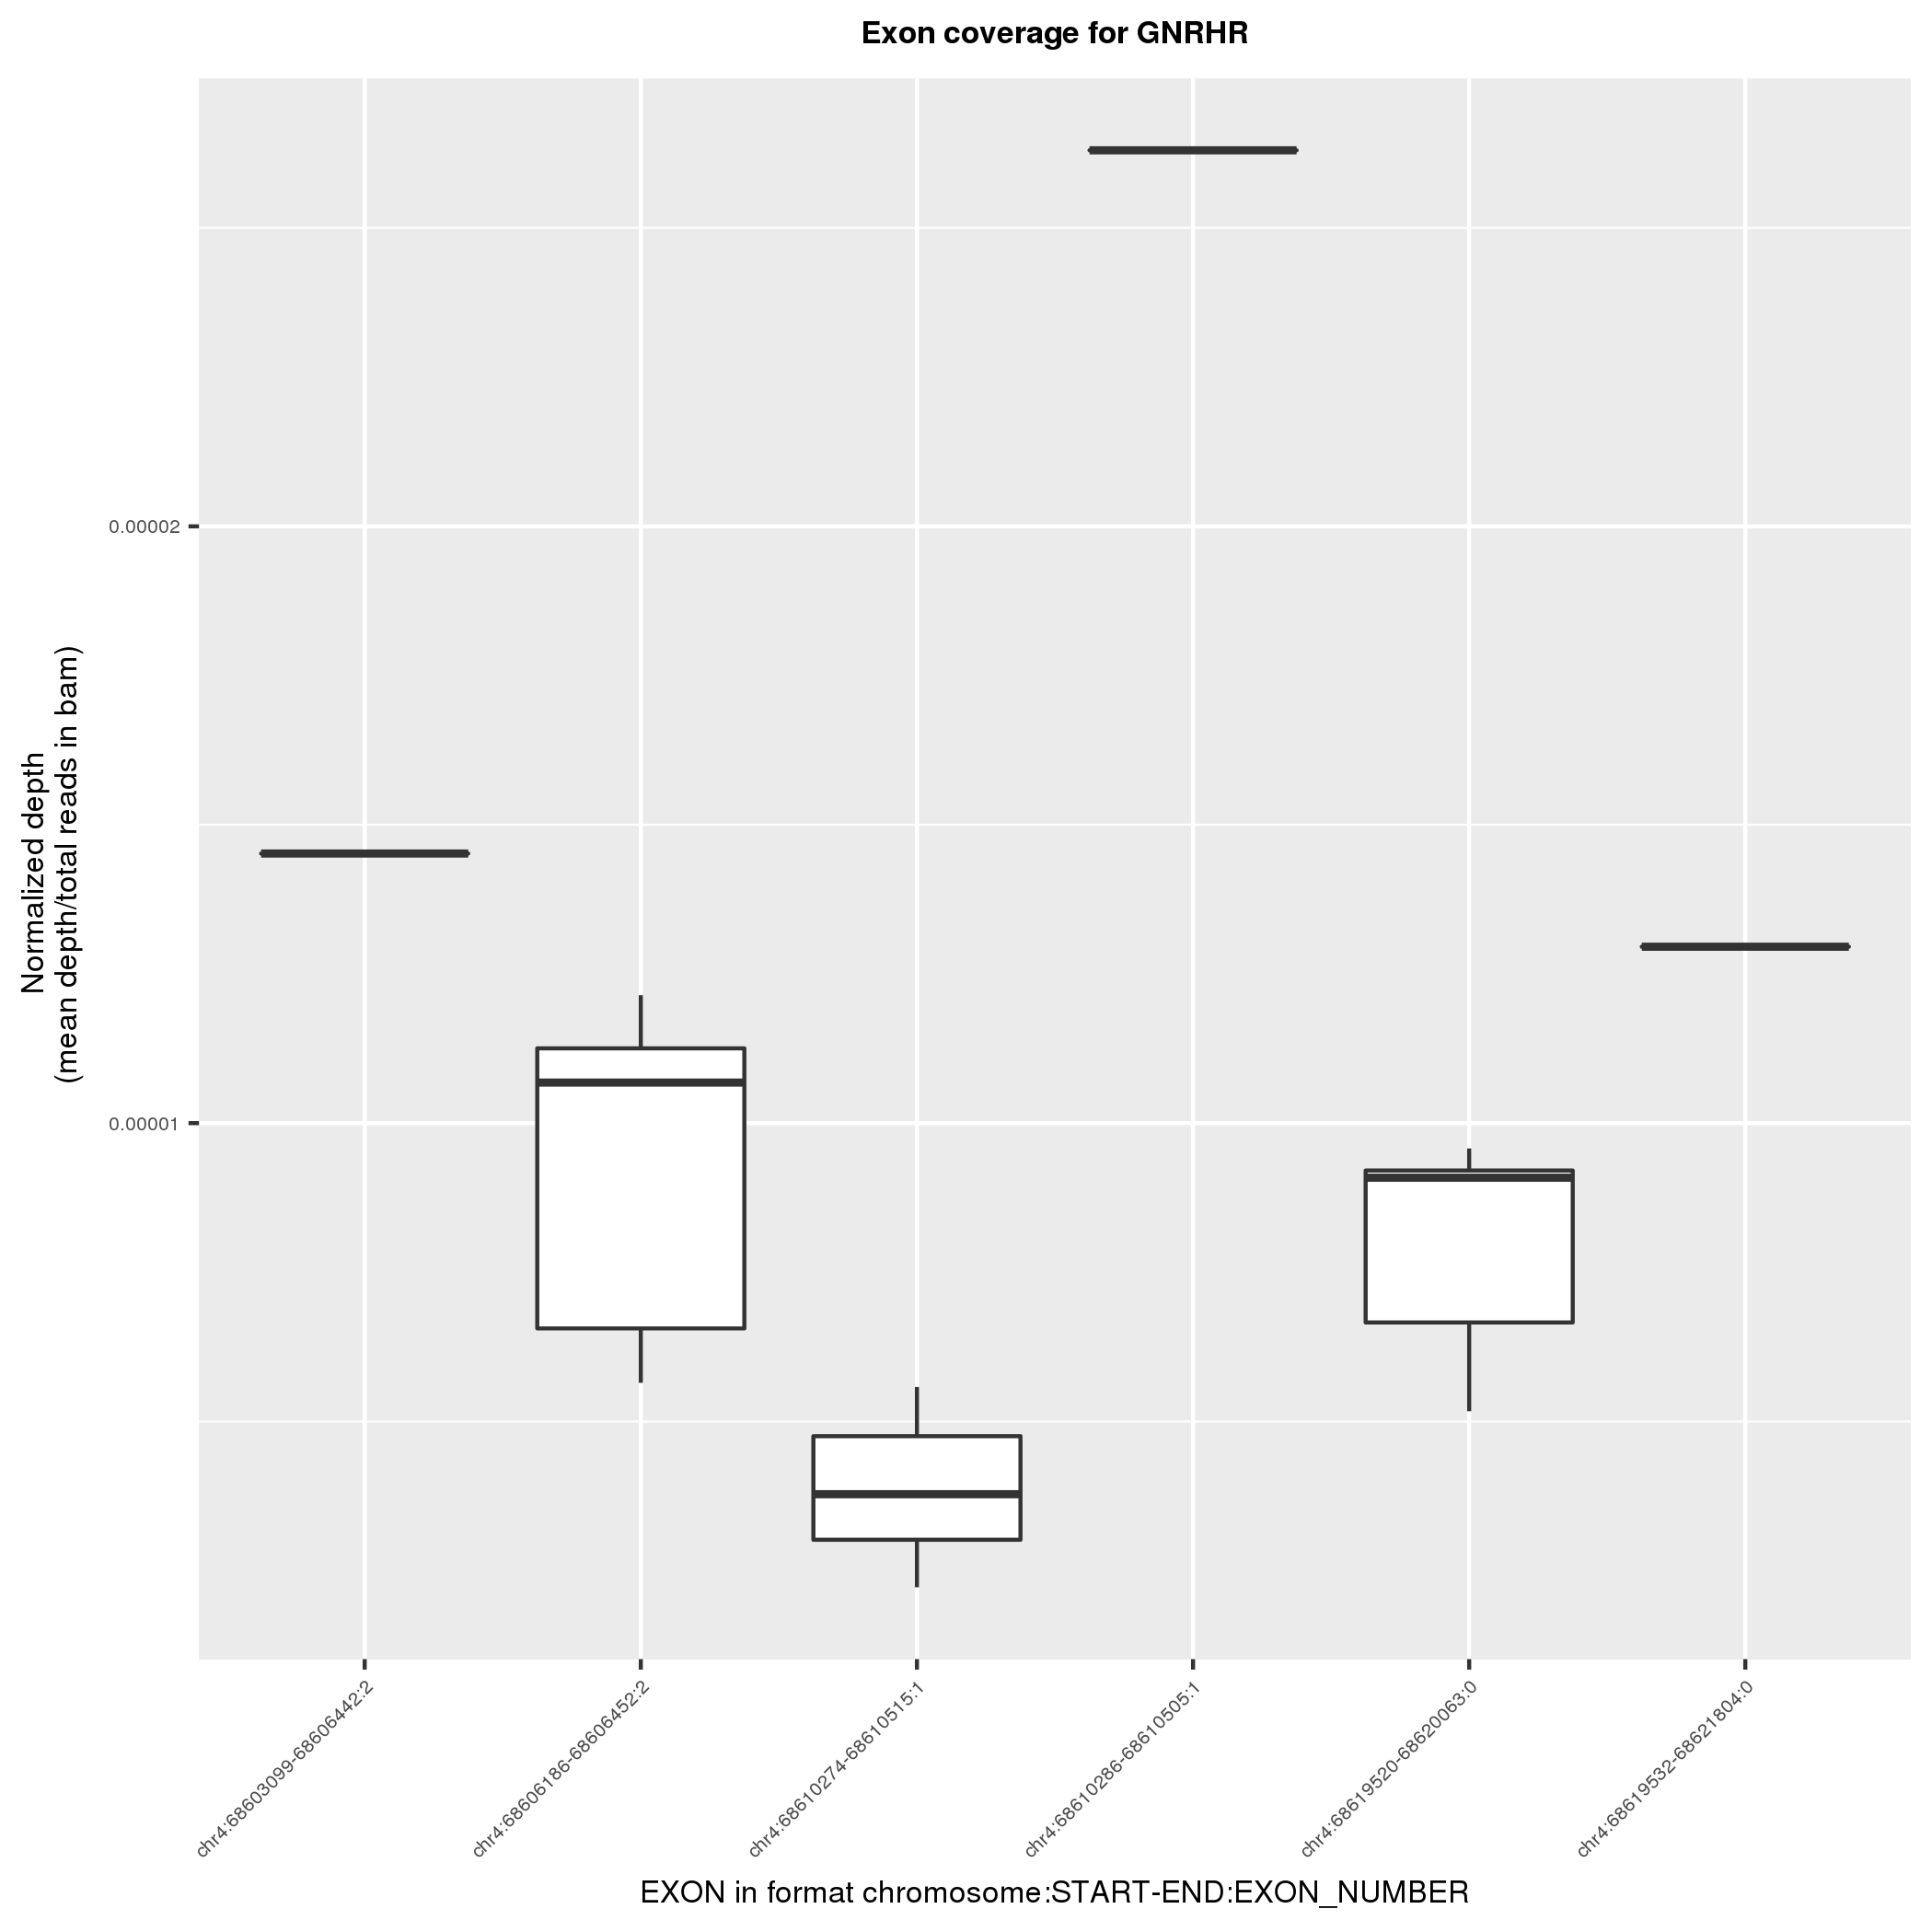 Exon coverage for GNRHR
Normalized depth
(mean depth/total reads in bam)
0.00002
0.00001
chr4:68603099-68606442:2
chr4:68606186-68606452:2
chr4:68610274-68610515:1
chr4:68610286-68610505:1
chr4:68619520-68620063:0
chr4:68619532-68621804:0
EXON in format chromosome:START-END:EXON_NUMBER